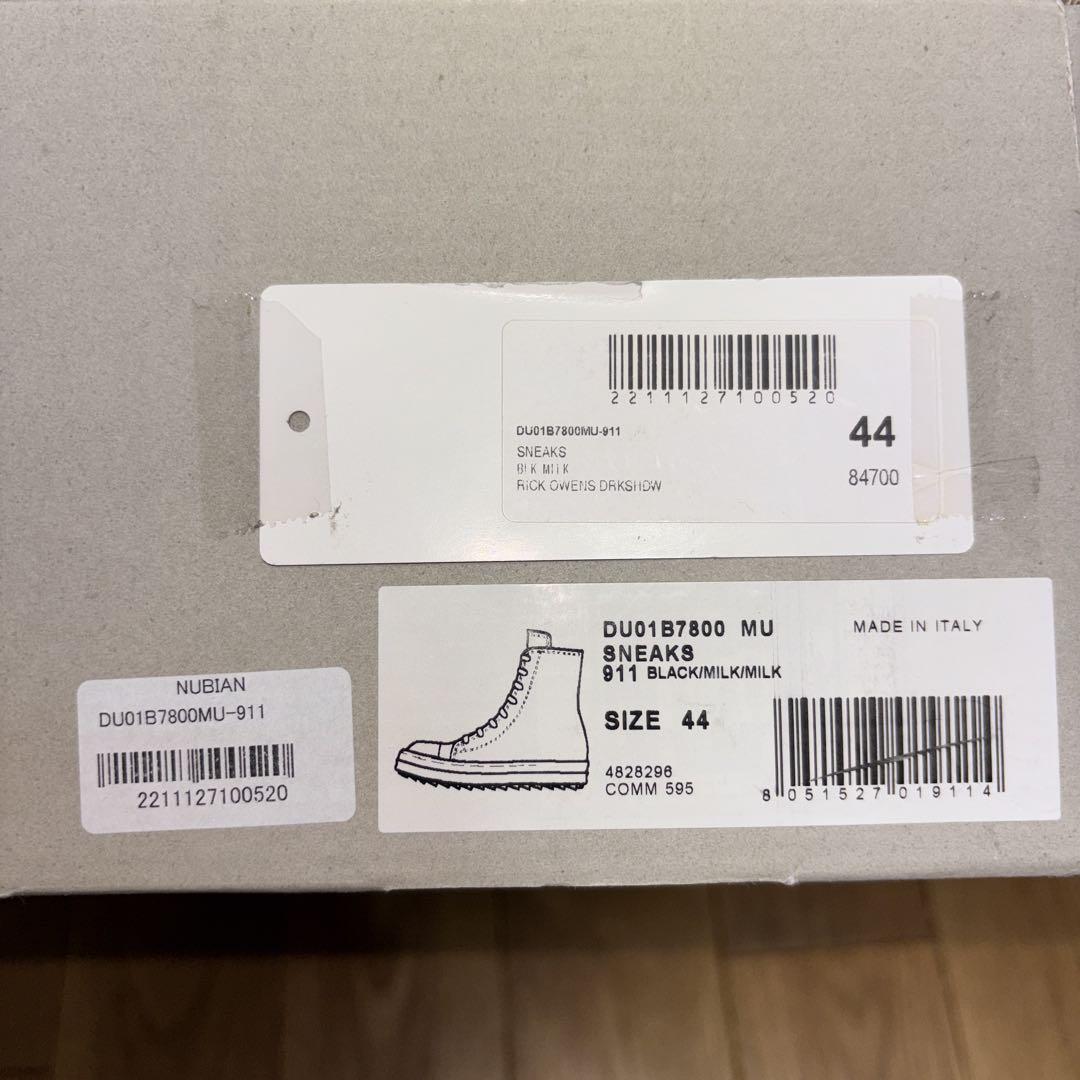 2211127100520
DU01B7800MU-911
SNEAKS
BLK MILK
RICK OWENS DRKSHDW
44
84700
NUBIAN
DU01B7800MU-911
2211127100520
DU01B7800 MU
SNEAKS
911 BLACK/MILK/MILK
SIZE 44
4828296
COMM 595
MADE IN ITALY
8 051527 019114